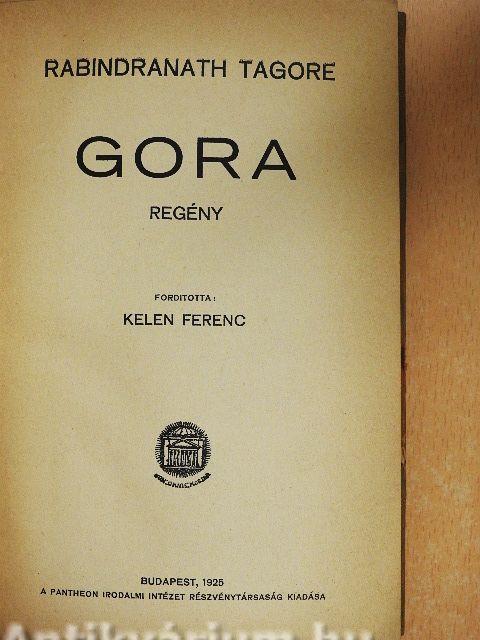 RABINDRANATH TAGORE
GORA
REGÉNY
FORDITOTTA:
KELEN FERENC
BUDAPEST, 1925
A PANTHEON IRODALMI INTÉZET RÉSZVÉNYTÁRSASÁG KIADÁSA
Antikvárium.hu